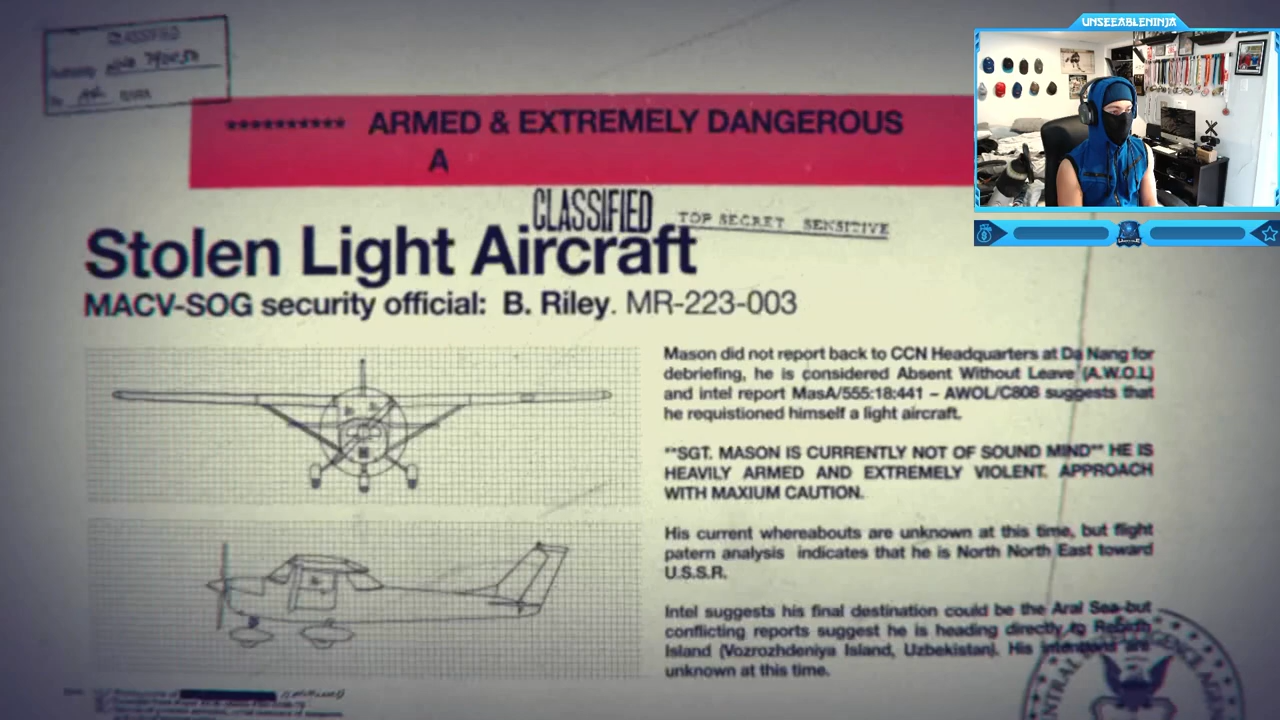 UNSEEABLENINJA
CLASSIFIED
********** ARMED & EXTREMELY DANGEROUS
A
CLASSIFIED
TOP SECRET SENSITIVE
Stolen Light Aircraft
MACV-SOG security official: B. Riley. MR-223-003
Mason did not report back to CCN Headquarters at Da Nang for
debriefing, he is considered Absent Without Leave (A.W.O.L)
and intel report MasA/555:18:441 – AWOL/C808 suggests that
he requistioned himself a light aircraft.
**SGT. MASON IS CURRENTLY NOT OF SOUND MIND** HE IS
HEAVILY ARMED AND EXTREMELY VIOLENT. APPROACH
WITH MAXIUM CAUTION.
His current whereabouts are unknown at this time, but flight
patern analysis indicates that he is North North East toward
U.S.S.R.
Intel suggests his final destination could be the Aral Sea but
conflicting reports suggest he is heading directly to Rebirth
Island (Vozrozhdeniya Island, Uzbekistan). His intentions are
unknown at this time.